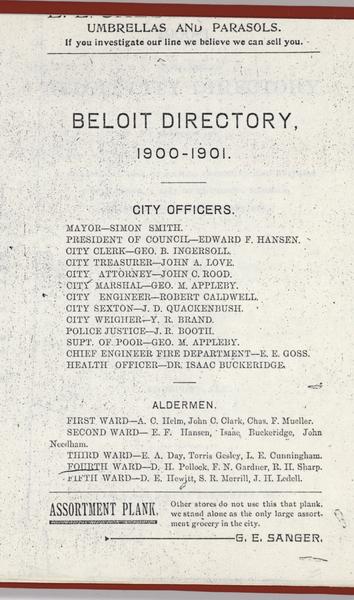 UMBRELLAS AND PARASOLS.
If you investigate our line we believe we can sell you.
BELOIT DIRECTORY,
1900-1901.
CITY OFFICERS.
MAYOR—SIMON SMITH.
PRESIDENT OF COUNCIL—EDWARD F. HANSEN.
CITY CLERK—GEO. B. INGERSOLL.
CITY TREASURER—JOHN A. LOVE.
CITY ATTORNEY—JOHN C. ROOD.
CITY MARSHAL—GEO. M. APPLEBY.
CITY ENGINEER—ROBERT CALDWELL.
CITY SEXTON—J. D. QUACKENBUSH.
CITY WEIGHER—Y. R. BRAND.
POLICE JUSTICE—J. R. BOOTH.
SUPT. OF POOR—GEO. M. APPLEBY.
CHIEF ENGINEER FIRE DEPARTMENT—E. E. GOSS.
HEALTH OFFICER—DR. ISAAC BUCKERIDGE.
ALDERMEN.
FIRST WARD—A. C. Helm, John C. Clark, Chas. F. Mueller.
SECOND WARD—E. F. Hansen, Isaac Buckeridge, John
Needham.
THIRD WARD—E. A. Day, Torris Gesley, L. E. Cunningham.
FOURTH WARD—D. H. Pollock, F. N. Gardner, R. H. Sharp.
FIFTH WARD—D. E. Hewitt, S. R. Merrill, J. H. Ledell.
ASSORTMENT PLANK.
Other stores do not use this that plank,
we stand alone as the only large assort-
ment grocery in the city.
G. E. SANGER.